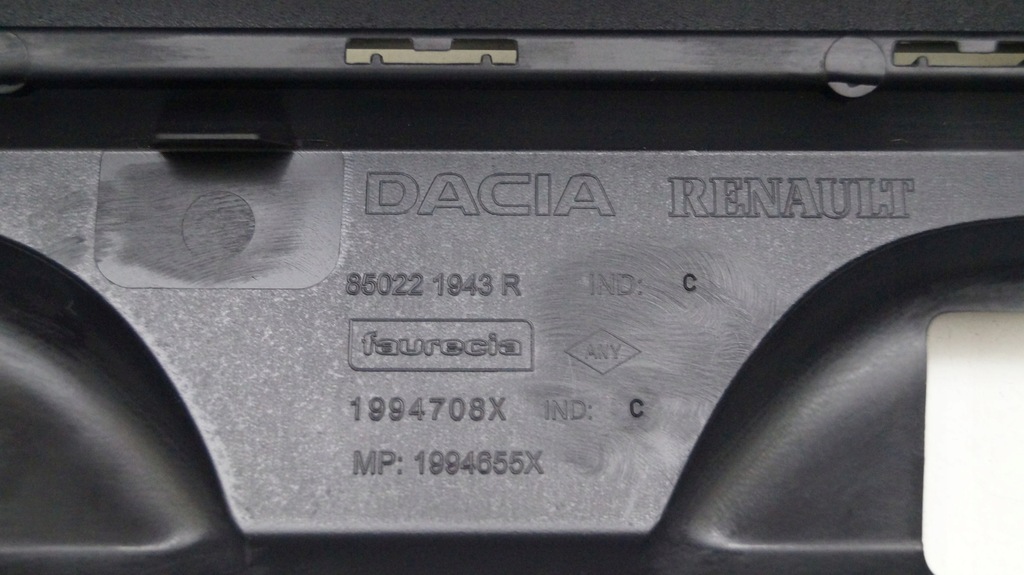 DACIA RENAULT
85022 1943 R IND: C
faurecia ANY
1994708X IND: C
MP: 1994655X